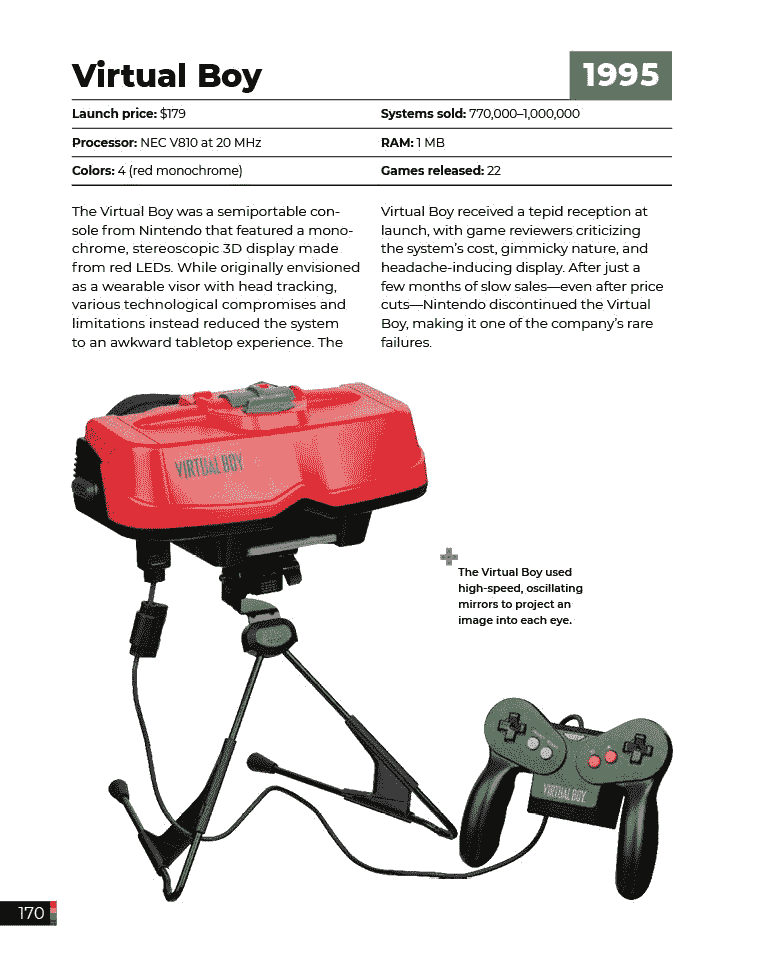 Virtual Boy
1995
Launch price: $179
Systems sold: 770,000–1,000,000
Processor: NEC V810 at 20 MHz
RAM: 1 MB
Colors: 4 (red monochrome)
Games released: 22
The Virtual Boy was a semiportable con-
sole from Nintendo that featured a mono-
chrome, stereoscopic 3D display made
from red LEDs. While originally envisioned
as a wearable visor with head tracking,
various technological compromises and
limitations instead reduced the system
to an awkward tabletop experience. The
Virtual Boy received a tepid reception at
launch, with game reviewers criticizing
the system’s cost, gimmicky nature, and
headache-inducing display. After just a
few months of slow sales—even after price
cuts—Nintendo discontinued the Virtual
Boy, making it one of the company’s rare
failures.
VIRTUAL BOY
The Virtual Boy used
high-speed, oscillating
mirrors to project an
image into each eye.
VIRTUAL BOY
170